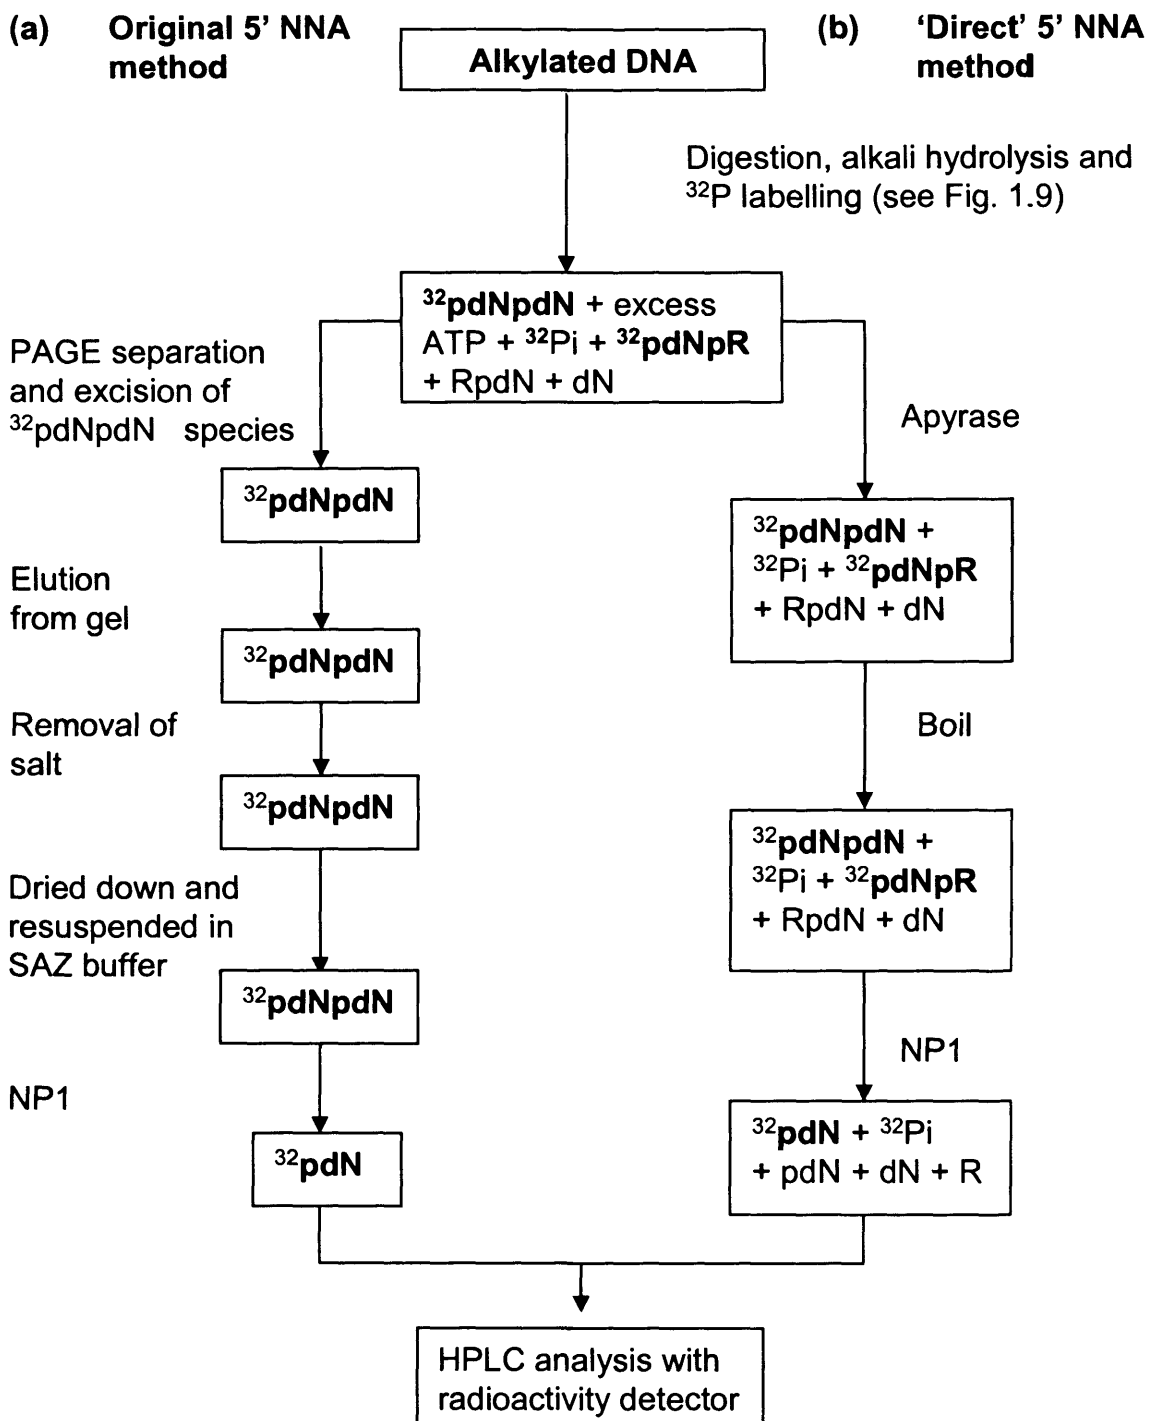 (a) Original 5' NNA
method
Alkylated DNA
(b) 'Direct' 5' NNA
method
Digestion, alkali hydrolysis and
32P labelling (see Fig. 1.9)
32pdNpdN + excess
ATP + 32Pi + 32pdNpR
+ RpdN + dN
PAGE separation
and excision of
32pdNpdN species
32pdNpdN
Elution
from gel
32pdNpdN
Removal of
salt
32pdNpdN
Dried down and
resuspended in
SAZ buffer
32pdNpdN
NP1
32pdN
Apyrase
32pdNpdN +
32Pi + 32pdNpR
+ RpdN + dN
Boil
32pdNpdN +
32Pi + 32pdNpR
+ RpdN + dN
NP1
32pdN + 32Pi
+ pdN + dN + R
HPLC analysis with
radioactivity detector